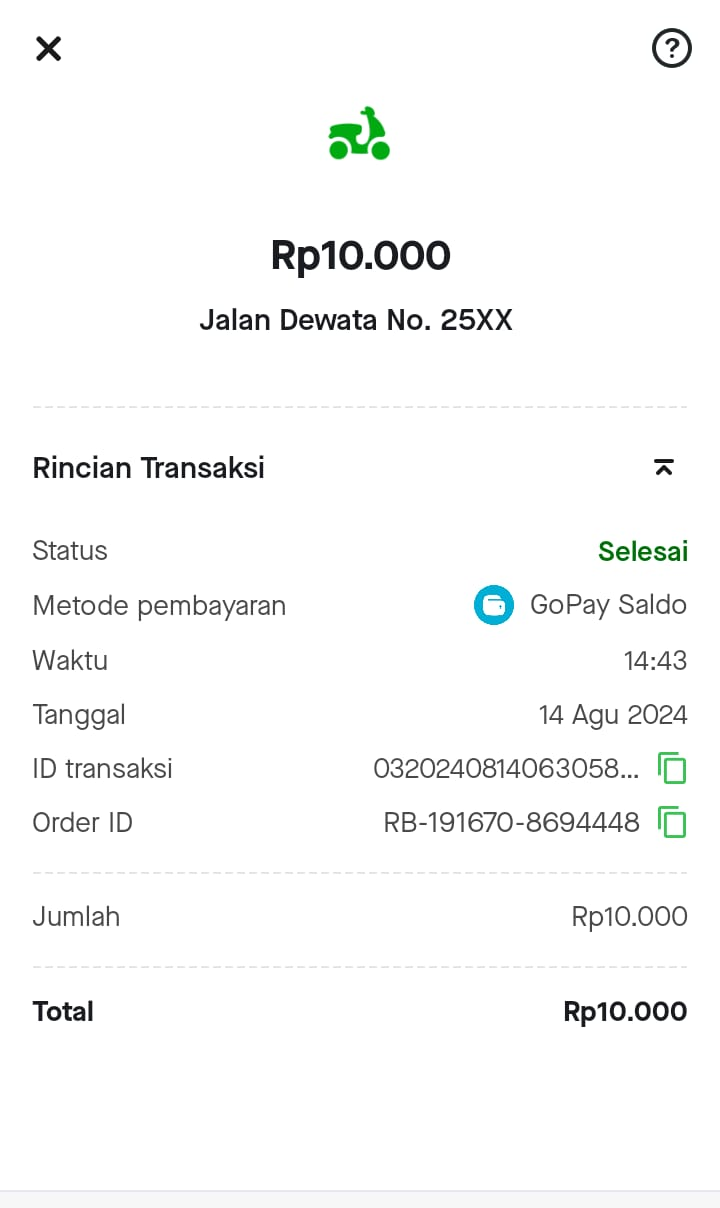 Rp10.000
Jalan Dewata No. 25XX
Rincian Transaksi
Status Selesai
Metode pembayaran GoPay Saldo
Waktu 14:43
Tanggal 14 Agu 2024
ID transaksi 0320240814063058...
Order ID RB-191670-8694448
Jumlah Rp10.000
Total Rp10.000